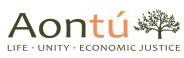 Aontú
LIFE • UNITY • ECONOMIC JUSTICE